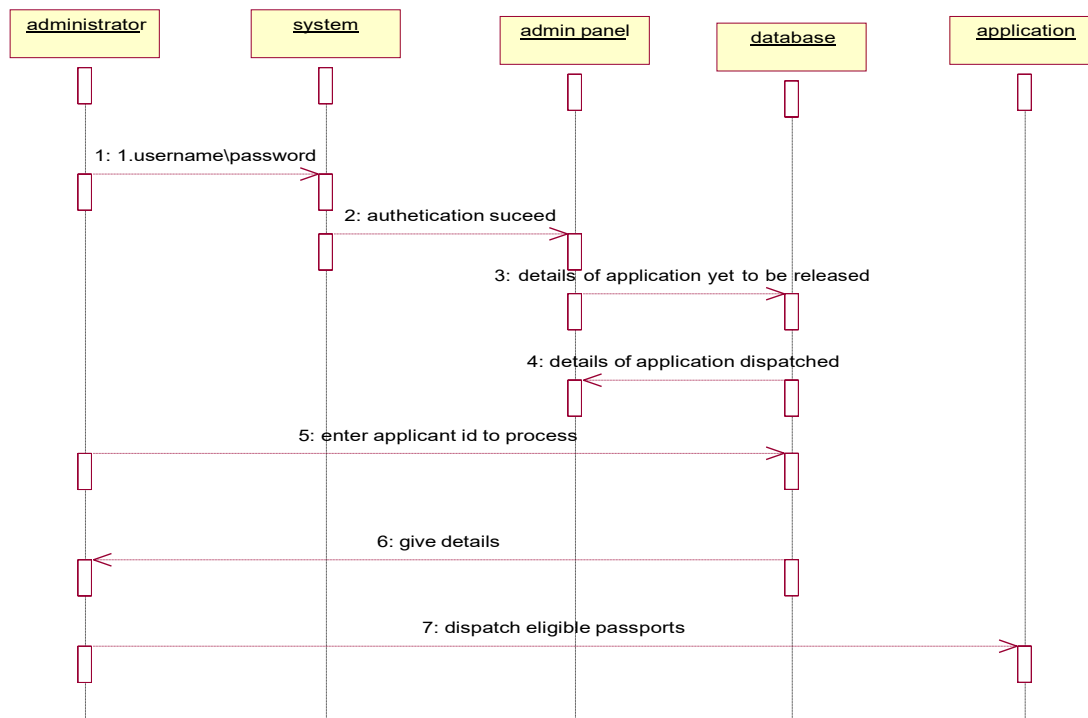 administrator
system
admin panel
database
application
1: 1.username\password
2: authetication suceed
3: details of application yet to be released
4: details of application dispatched
5: enter applicant id to process
6: give details
7: dispatch eligible passports